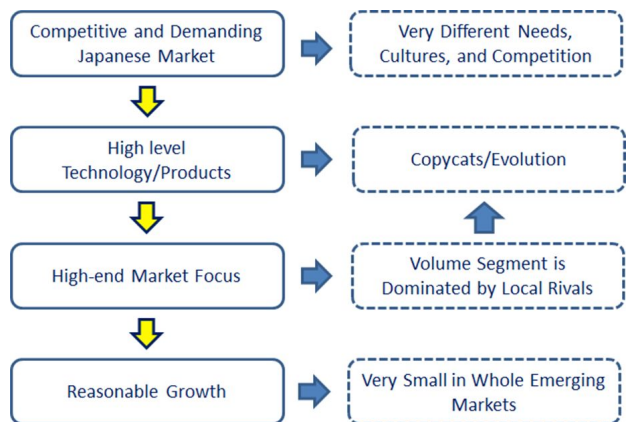 Competitive and Demanding
Japanese Market
Very Different Needs,
Cultures, and Competition
High level
Technology/Products
Copycats/Evolution
High-end Market Focus
Volume Segment is
Dominated by Local Rivals
Reasonable Growth
Very Small in Whole Emerging
Markets